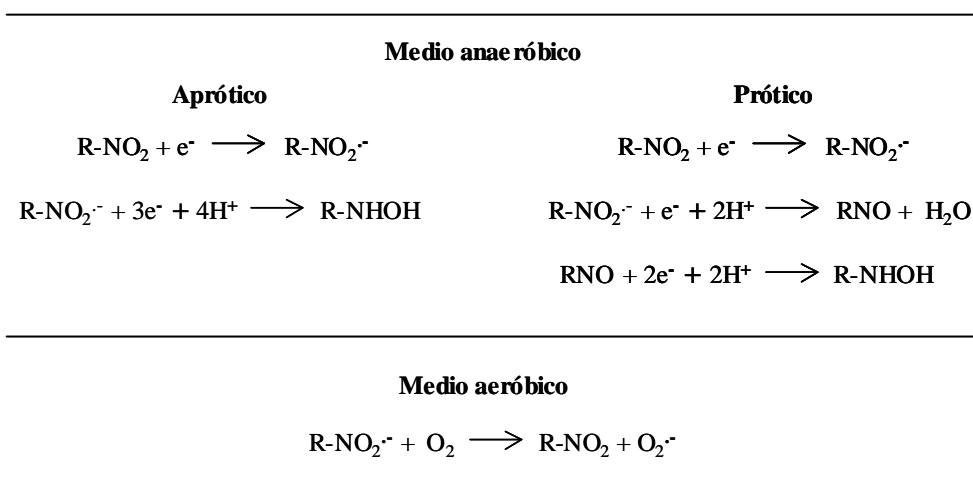 Medio anaeróbico
Aprótico Prótico
R-NO₂ + e⁻ ⟶ R-NO₂·⁻ R-NO₂ + e⁻ ⟶ R-NO₂·⁻
R-NO₂·⁻ + 3e⁻ + 4H⁺ ⟶ R-NHOH R-NO₂·⁻ + e⁻ + 2H⁺ ⟶ RNO + H₂O
RNO + 2e⁻ + 2H⁺ ⟶ R-NHOH
Medio aeróbico
R-NO₂·⁻ + O₂ ⟶ R-NO₂ + O₂·⁻